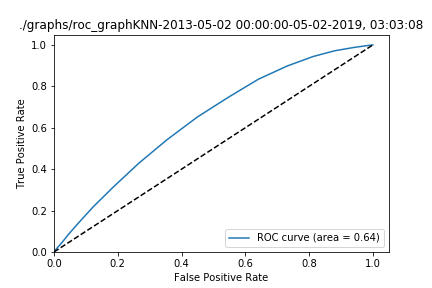 ./graphs/roc_graphKNN-2013-05-02 00:00:00-05-02-2019, 03:03:08
1.0
0.8
0.6
0.4
0.2
0.0
True Positive Rate
ROC curve (area = 0.64)
0.0 0.2 0.4 0.6 0.8 1.0
False Positive Rate